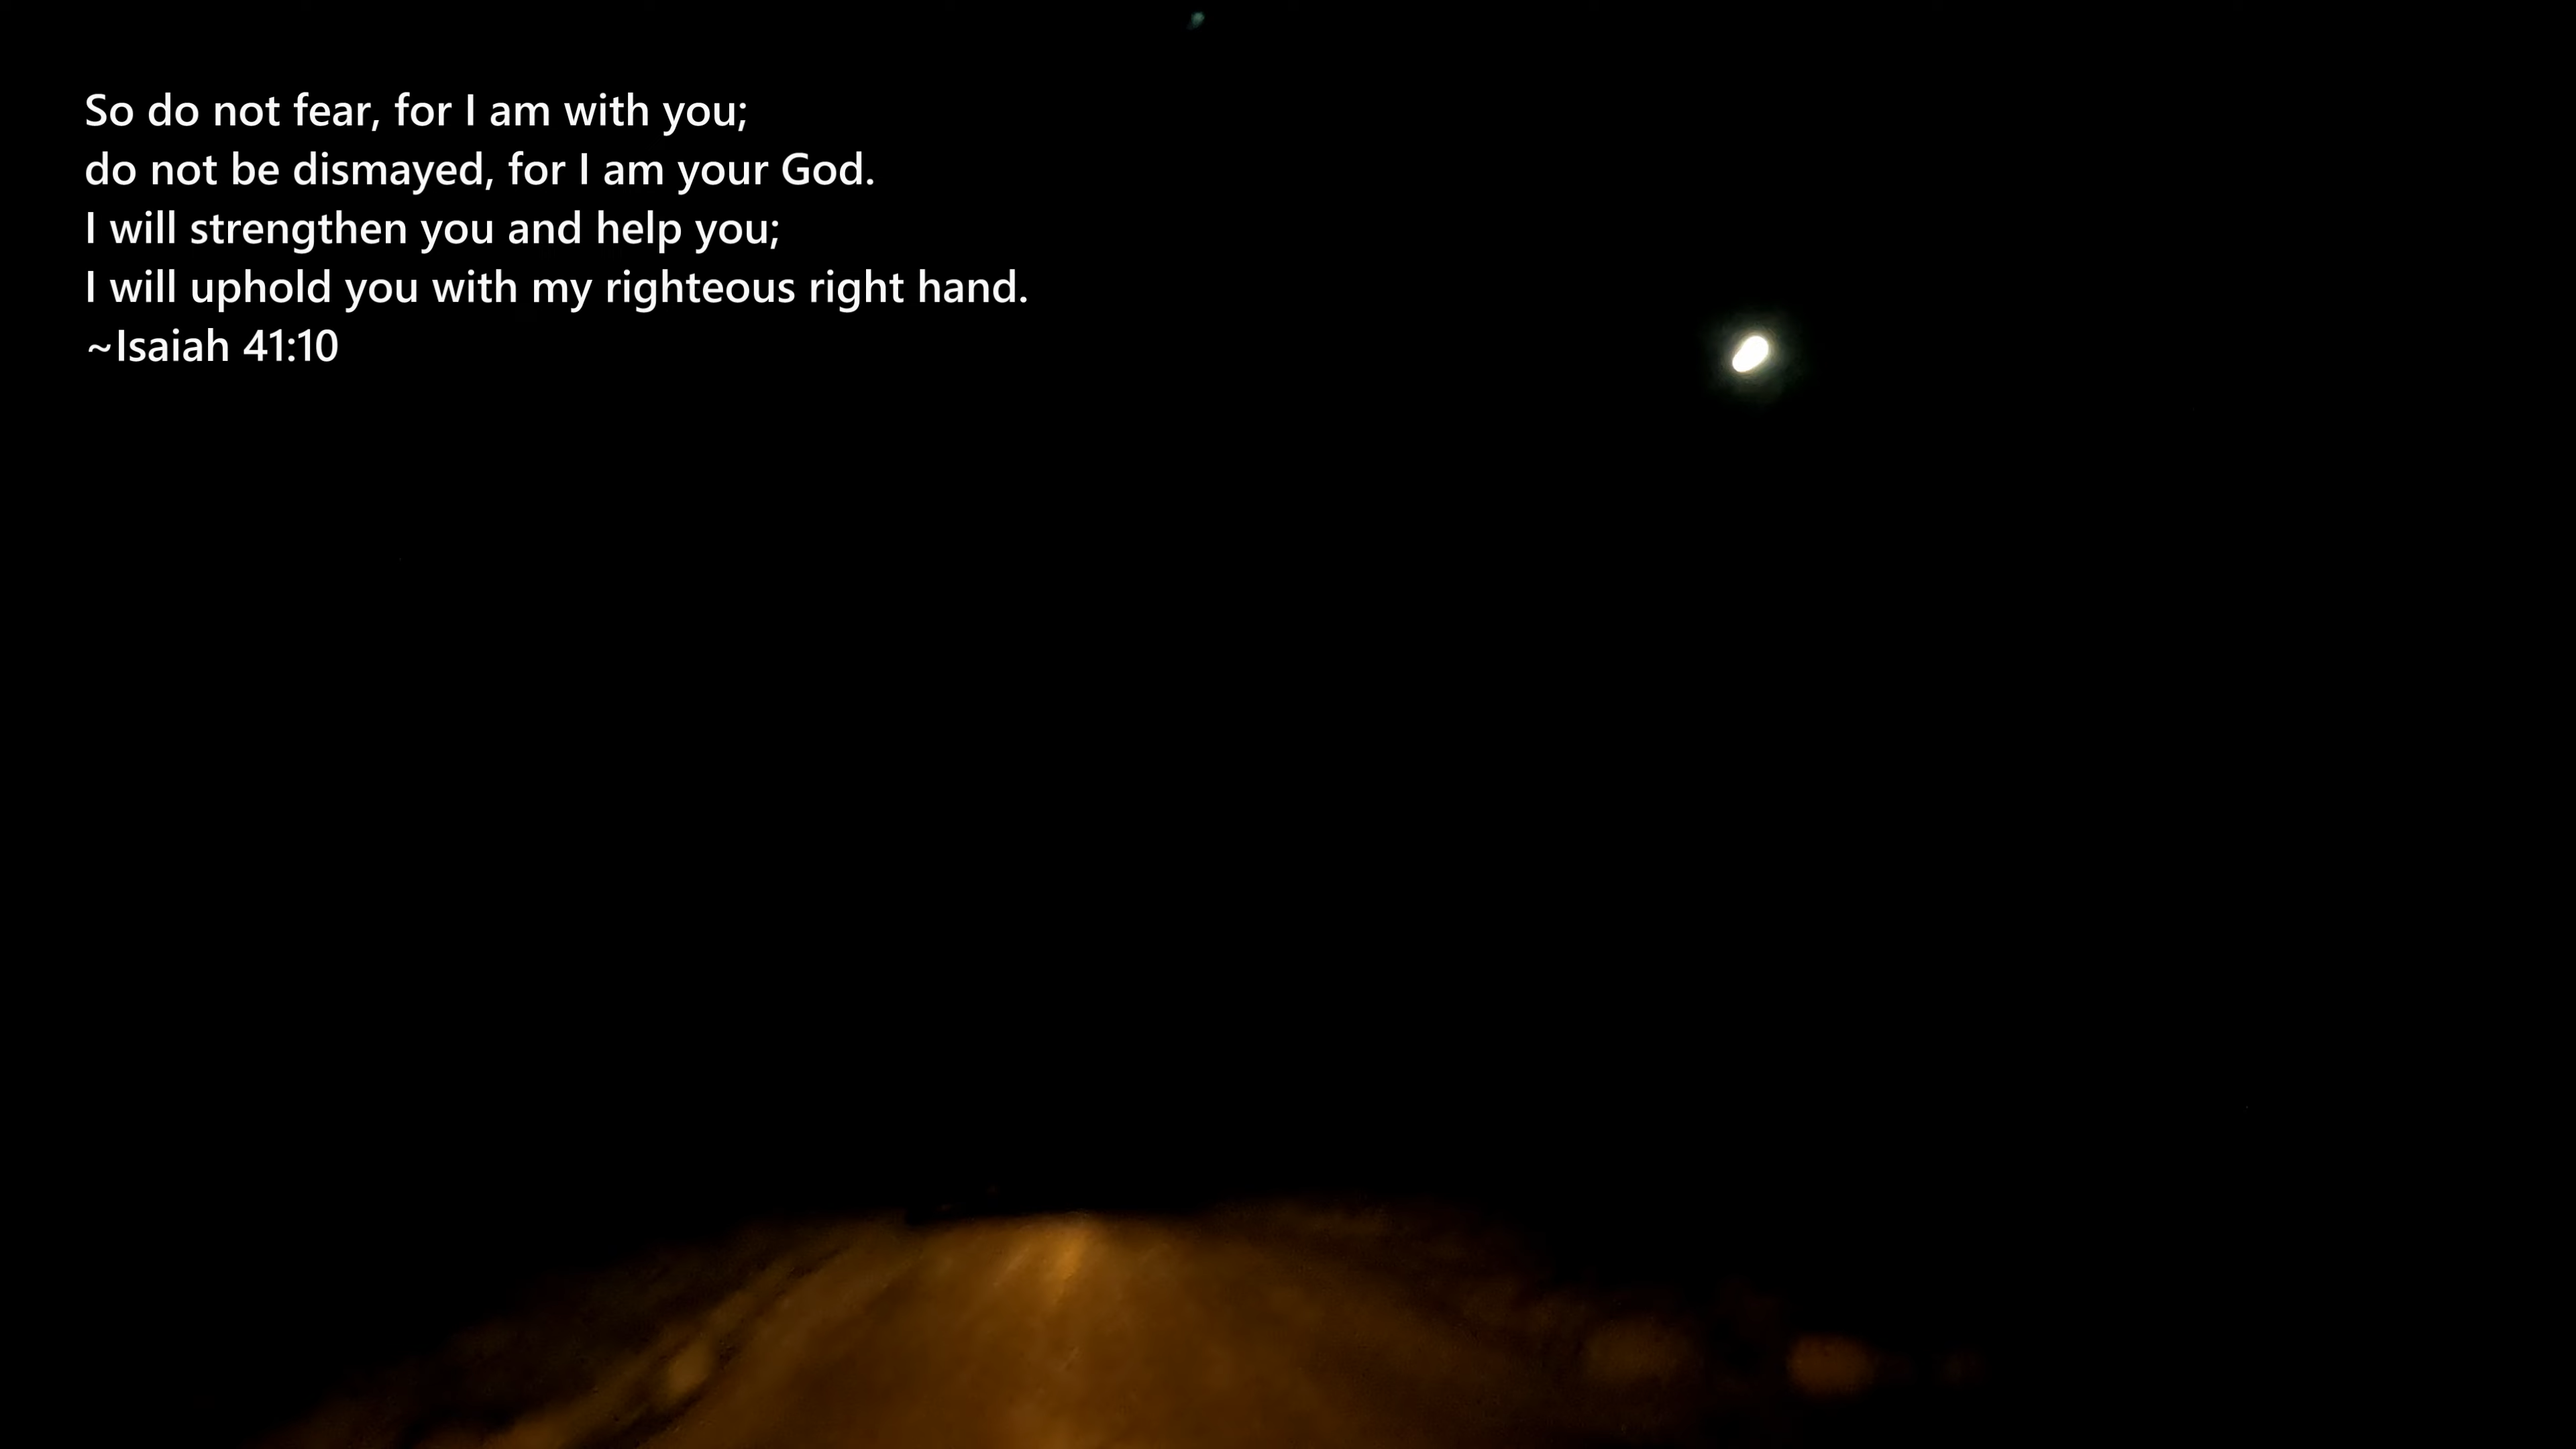 So do not fear, for I am with you;
do not be dismayed, for I am your God.
I will strengthen you and help you;
I will uphold you with my righteous right hand.
~Isaiah 41:10